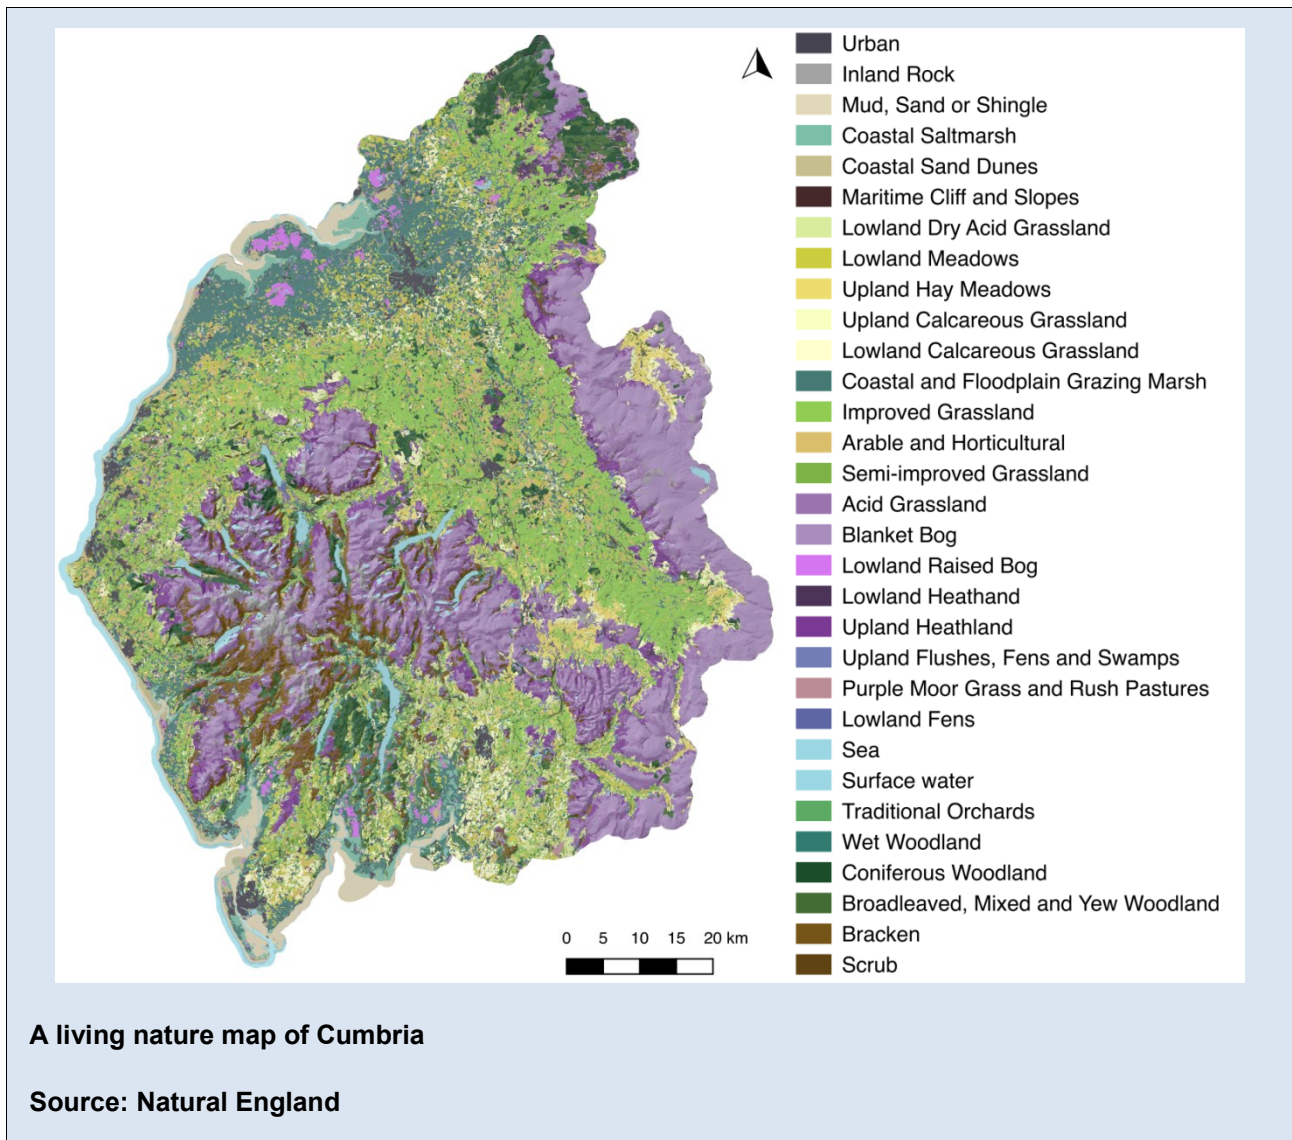 Urban
Inland Rock
Mud, Sand or Shingle
Coastal Saltmarsh
Coastal Sand Dunes
Maritime Cliff and Slopes
Lowland Dry Acid Grassland
Lowland Meadows
Upland Hay Meadows
Upland Calcareous Grassland
Lowland Calcareous Grassland
Coastal and Floodplain Grazing Marsh
Improved Grassland
Arable and Horticultural
Semi-improved Grassland
Acid Grassland
Blanket Bog
Lowland Raised Bog
Lowland Heathand
Upland Heathland
Upland Flushes, Fens and Swamps
Purple Moor Grass and Rush Pastures
Lowland Fens
Sea
Surface water
Traditional Orchards
Wet Woodland
Coniferous Woodland
Broadleaved, Mixed and Yew Woodland
Bracken
Scrub
0 5 10 15 20 km
A living nature map of Cumbria
Source: Natural England